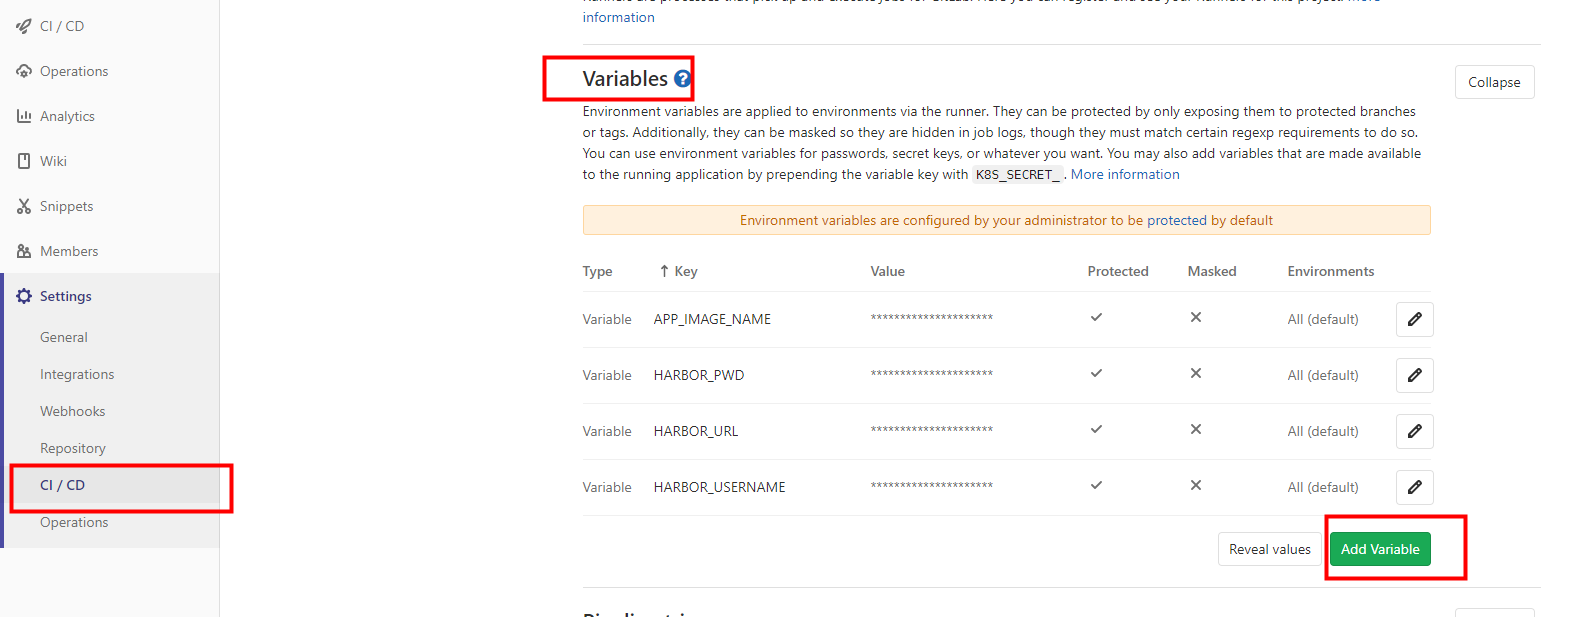 CI / CD
Operations
Analytics
Wiki
Snippets
Members
Settings
General
Integrations
Webhooks
Repository
CI / CD
Operations
information
Variables ?
Collapse
Environment variables are applied to environments via the runner. They can be protected by only exposing them to protected branches
or tags. Additionally, they can be masked so they are hidden in job logs, though they must match certain regexp requirements to do so.
You can use environment variables for passwords, secret keys, or whatever you want. You may also add variables that are made available
to the running application by prepending the variable key with K8S_SECRET_ . More information
Environment variables are configured by your administrator to be protected by default
Type ↑ Key Value Protected Masked Environments
Variable APP_IMAGE_NAME ********************* All (default)
Variable HARBOR_PWD ********************* All (default)
Variable HARBOR_URL ********************* All (default)
Variable HARBOR_USERNAME ********************* All (default)
Reveal values Add Variable